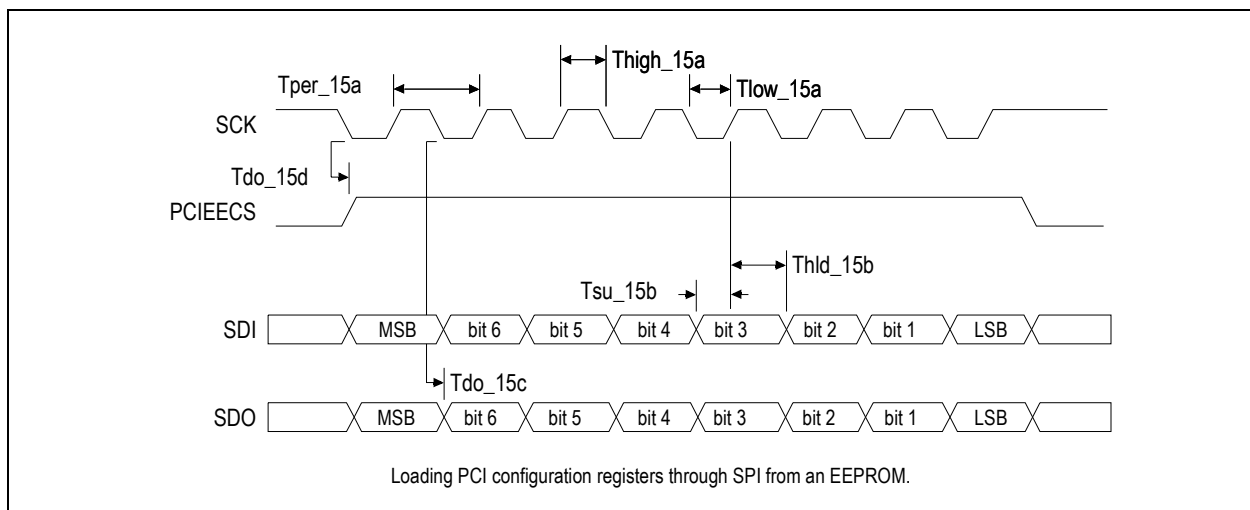 Thigh_15a
Tper_15a
Tlow_15a
SCK
Tdo_15d
PCIEECS
Thld_15b
Tsu_15b
SDI MSB bit 6 bit 5 bit 4 bit 3 bit 2 bit 1 LSB
Tdo_15c
SDO MSB bit 6 bit 5 bit 4 bit 3 bit 2 bit 1 LSB
Loading PCI configuration registers through SPI from an EEPROM.